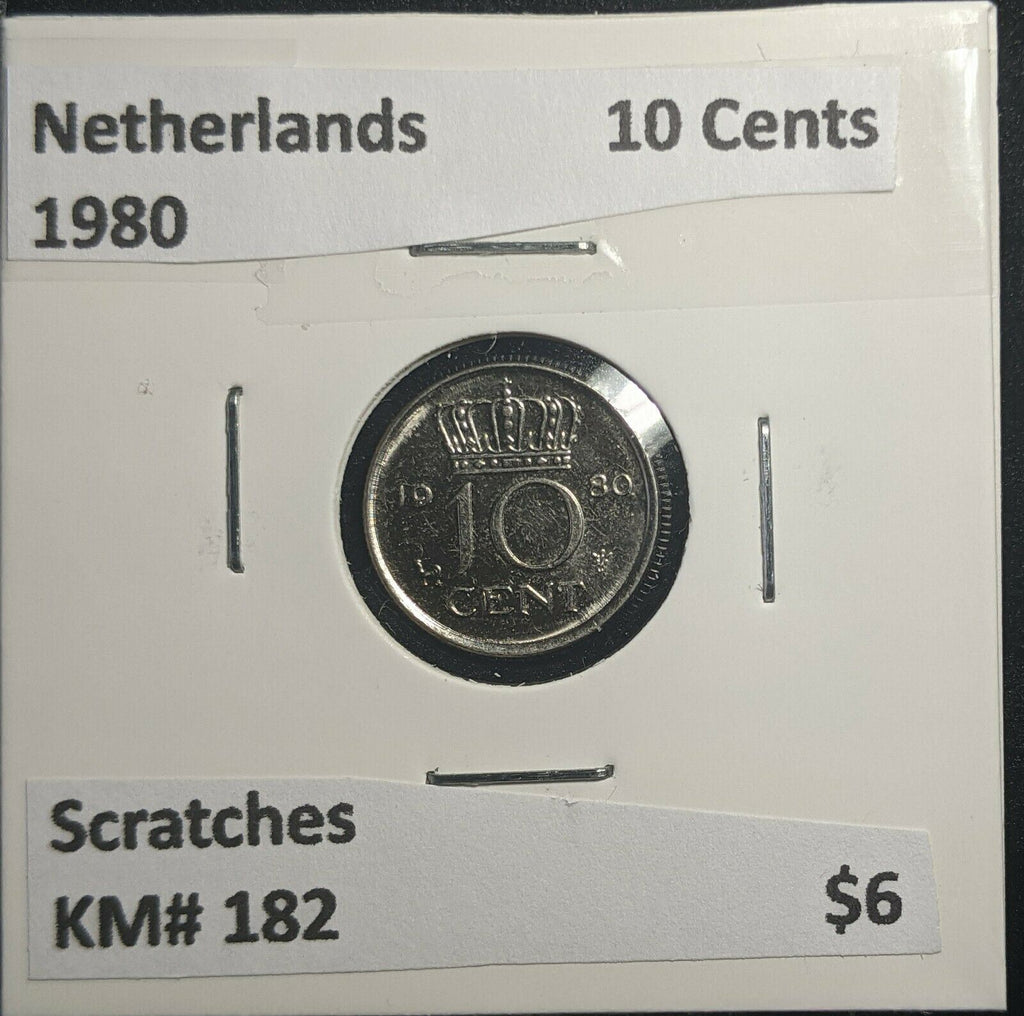 Netherlands 10 Cents
1980
19 80
10
CENT
Scratches
KM# 182 $6